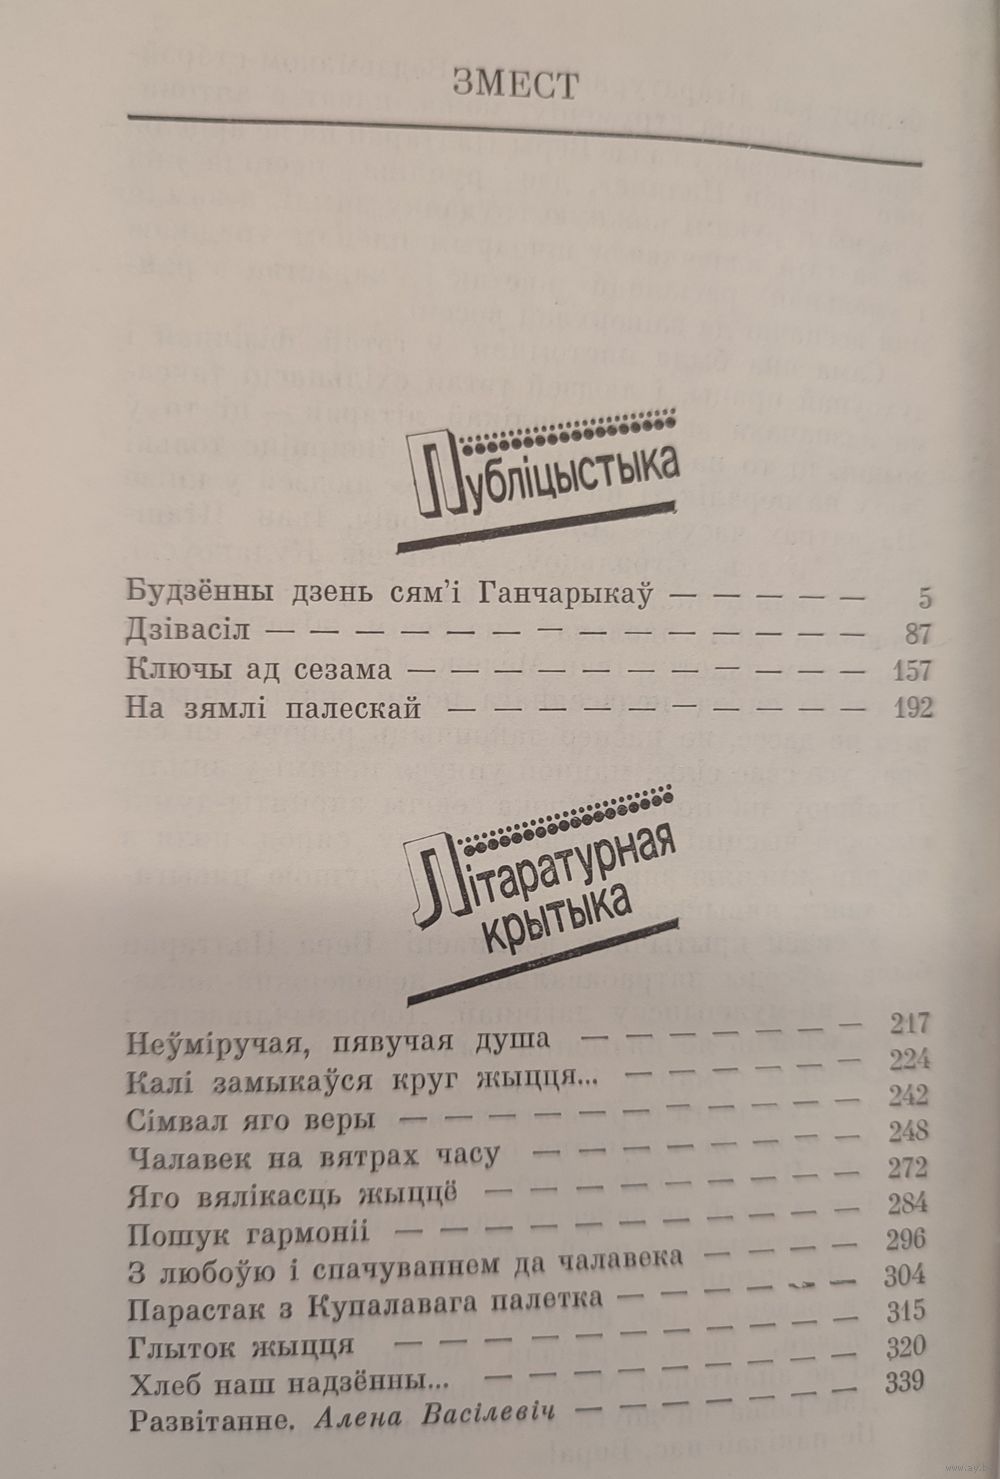 ЗМЕСТ
Публіцыстыка
Будзённы дзень сям’і Ганчарыкаў — — — — — 5
Дзівасіл — — — — — — — — — — — — — — 87
Ключы ад сезама — — — — — — — — — — — 157
На зямлі палескай — — — — — — — — — — 192
Літаратурная
крытыка
Неўміручая, пявучая душа — — — — — — — 217
Калі замыкаўся круг жыцця... — — — — — — 224
Сімвал яго веры — — — — — — — — — — — 242
Чалавек на вятрах часу — — — — — — — — 248
Яго вялікасць жыццё — — — — — — — — — 272
Пошук гармоніі — — — — — — — — — — — 284
З любоўю і спачуваннем да чалавека — — — — 296
Парастак з Купалавага палетка — — — — — — 304
Глыток жыцця — — — — — — — — — — — 315
Хлеб наш надзённы... — — — — — — — — — 320
Развітанне. Алена Васілевіч — — — — — — — 339